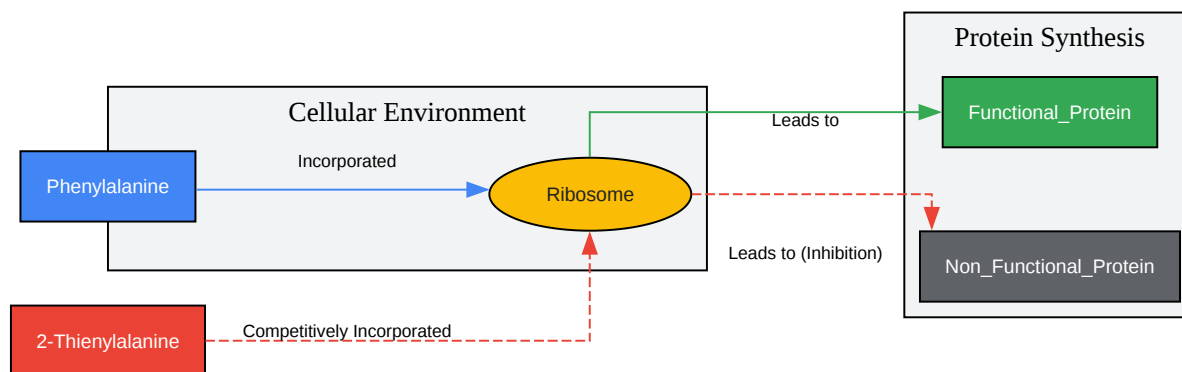 Protein Synthesis
Cellular Environment
Functional_Protein
Leads to
Incorporated
Phenylalanine
Ribosome
Leads to (Inhibition)
Non_Functional_Protein
Competitively Incorporated
2-Thienylalanine